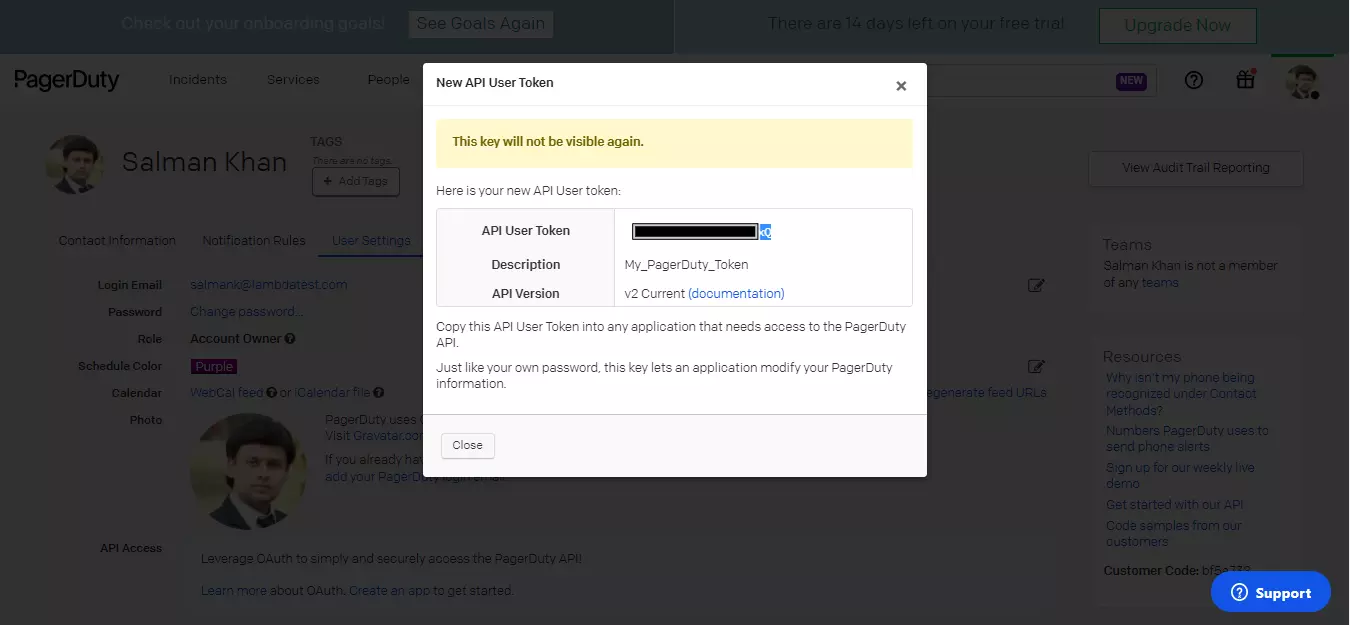 Check out your onboarding goals!
See Goals Again
There are 14 days left on your free trial.
Upgrade Now
PagerDuty
Incidents
Services
People
NEW
New API User Token
×
This key will not be visible again.
Here is your new API User token:
API User Token
xQ
Description
My_PagerDuty_Token
API Version
v2 Current (documentation)
Copy this API User Token into any application that needs access to the PagerDuty
API.
Just like your own password, this key lets an application modify your PagerDuty
information.
Close
Salman Khan
TAGS
There are no tags.
+ Add Tags
View Audit Trail Reporting
Contact Information
Notification Rules
User Settings
Login Email
salmank@lambdatest.com
Password
Change password...
Role
Account Owner
Schedule Color
Purple
Calendar
WebCal feed or iCalendar file
egenerate feed URLs
Photo
PagerDuty uses
Visit Gravatar.co
If you already hav
add your PagerDuty login email.
API Access
Leverage OAuth to simply and securely access the PagerDuty API!
Learn more about OAuth. Create an app to get started.
Teams
Salman Khan is not a member
of any teams
Resources
Why isn't my phone being
recognized under Contact
Methods?
Numbers PagerDuty uses to
send phone alerts
Sign up for our weekly live
demo
Get started with our API
Code samples from our
customers
Customer Code:
Support